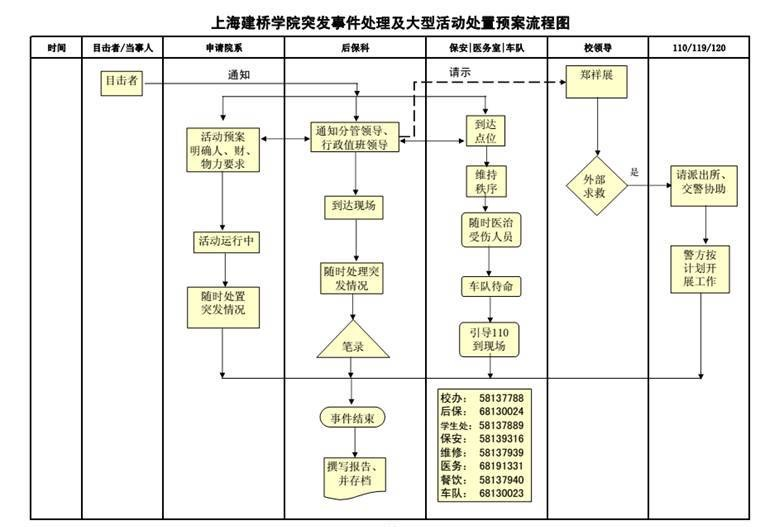 上海建桥学院突发事件处理及大型活动处置预案流程图
时间
目击者/当事人
申请院系
后保科
保安|医务室|车队
校领导
110/119/120
目击者
通知
请示
郑样展
活动预案
明确人、财、
物力要求
通知分管领导、
行政值班领导
到达
点位
外部
求救
是
请派出所、
交警协助
维持
秩序
到达现场
随时医治
受伤人员
活动运行中
警方按
计划开
展工作
随时处理突
发情况
车队待命
随时处置
突发情况
笔录
引导110
到现场
事件结束
撰写报告、
并存档
校办： 58137788
后保： 68130024
学生处： 58137889
保安： 58139316
维修： 58137939
医务： 68191331
餐饮： 58137940
车队： 68130023